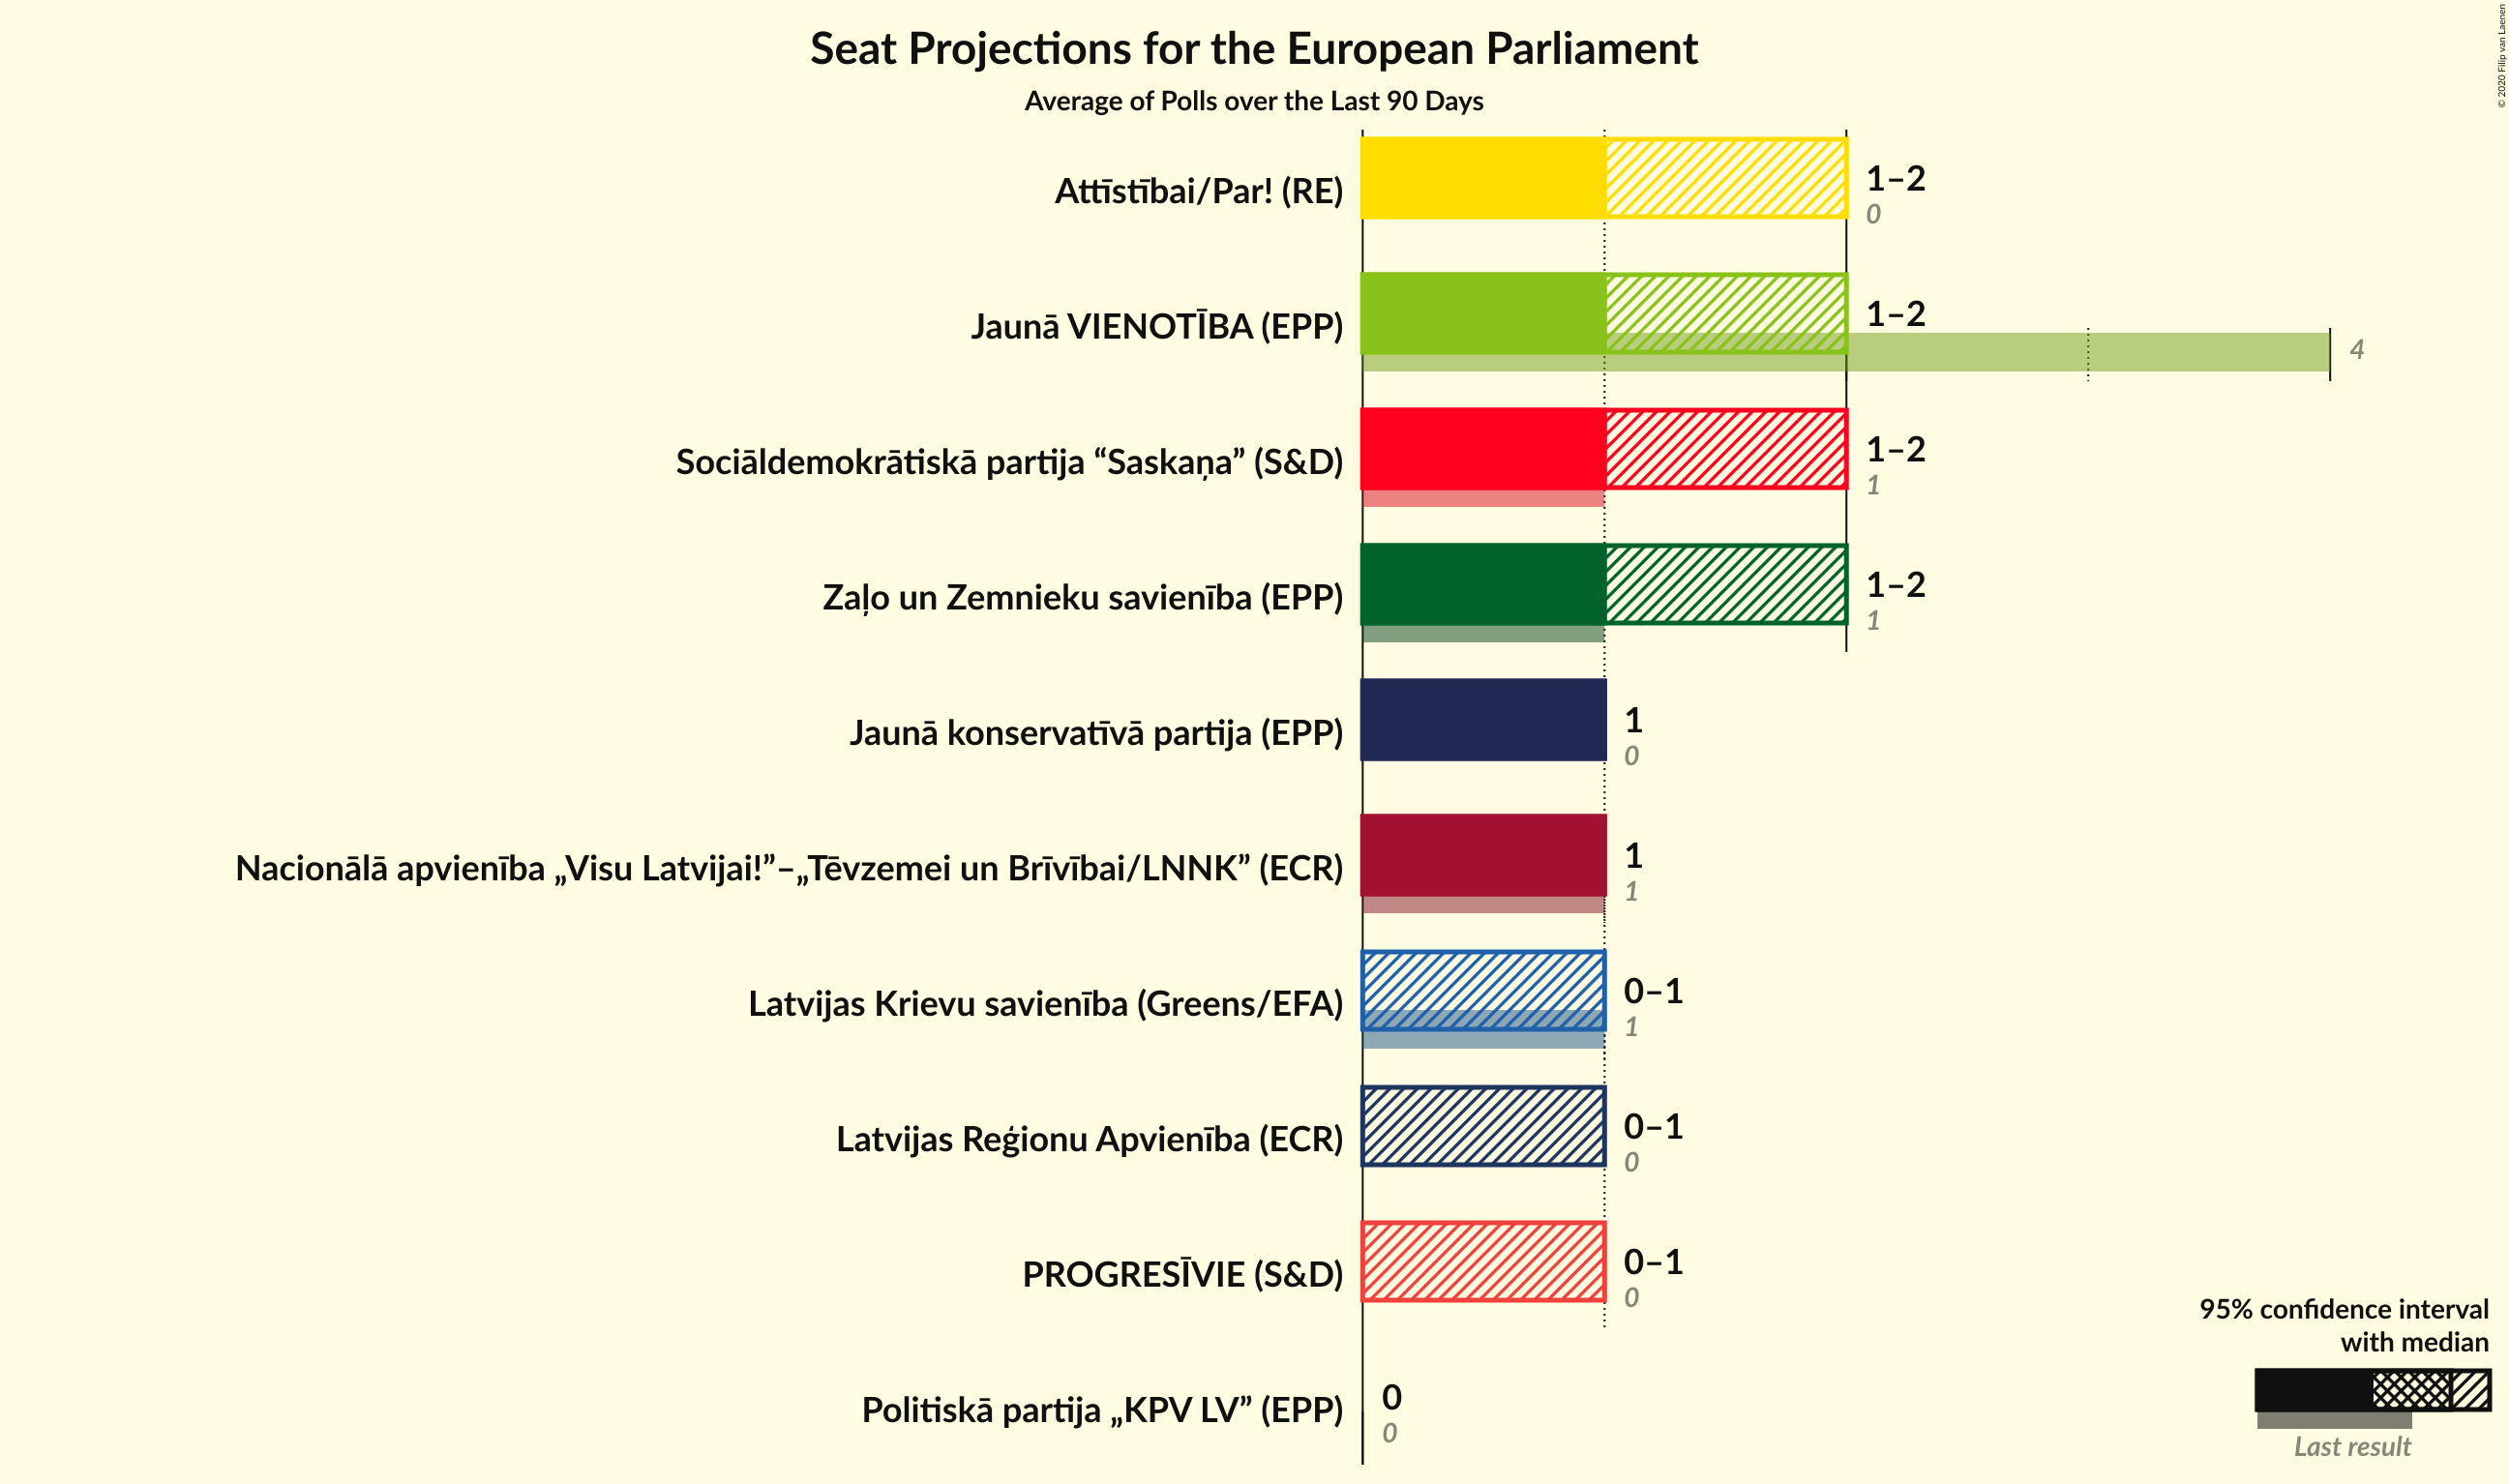 Seat Projections for the European Parliament
Average of Polls over the Last 90 Days
© 2020 Filip van Laenen
Attīstībai/Par! (RE)
1–2
0
Jaunā VIENOTĪBA (EPP)
1–2
4
Sociāldemokrātiskā partija “Saskaņa” (S&D)
1–2
1
Zaļo un Zemnieku savienība (EPP)
1–2
1
Jaunā konservatīvā partija (EPP)
1
0
Nacionālā apvienība „Visu Latvijai!”–„Tēvzemei un Brīvībai/LNNK” (ECR)
1
1
Latvijas Krievu savienība (Greens/EFA)
0–1
1
Latvijas Reģionu Apvienība (ECR)
0–1
0
PROGRESĪVIE (S&D)
0–1
0
Politiskā partija „KPV LV” (EPP)
0
0
95% confidence interval
with median
Last result